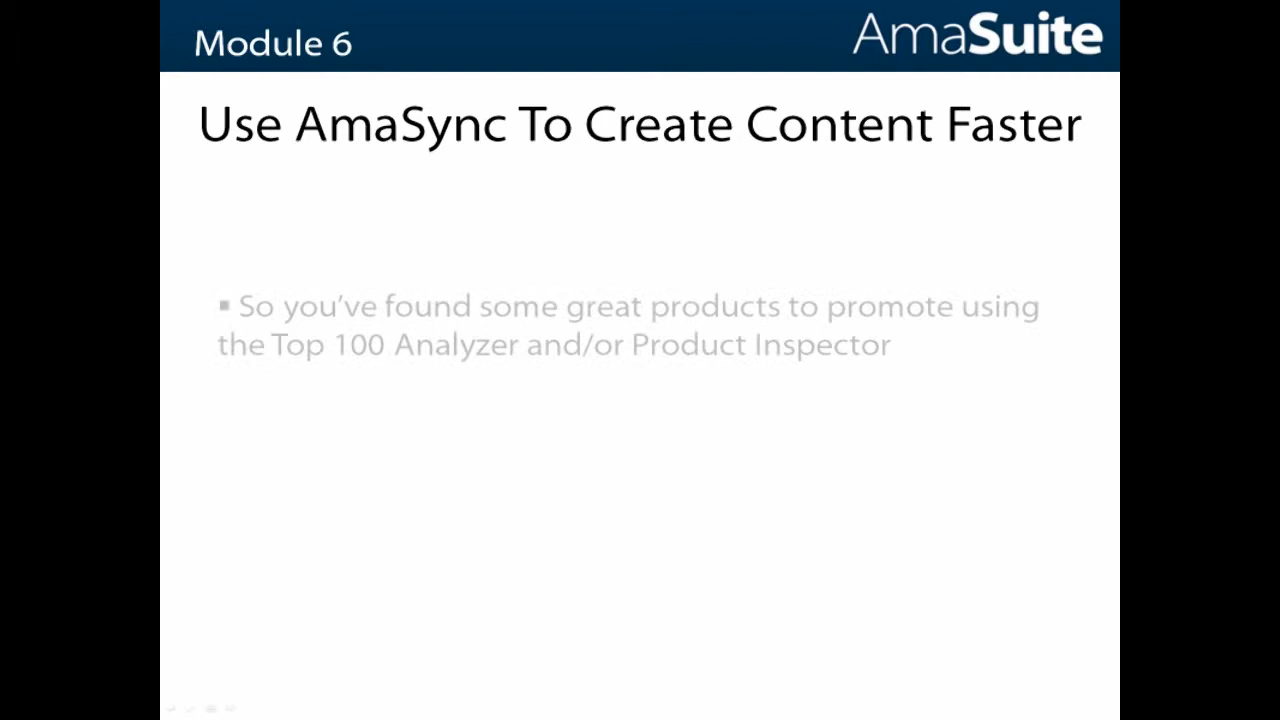 Module 6
AmaSuite
Use AmaSync To Create Content Faster
▪ So you've found some great products to promote using
the Top 100 Analyzer and/or Product Inspector